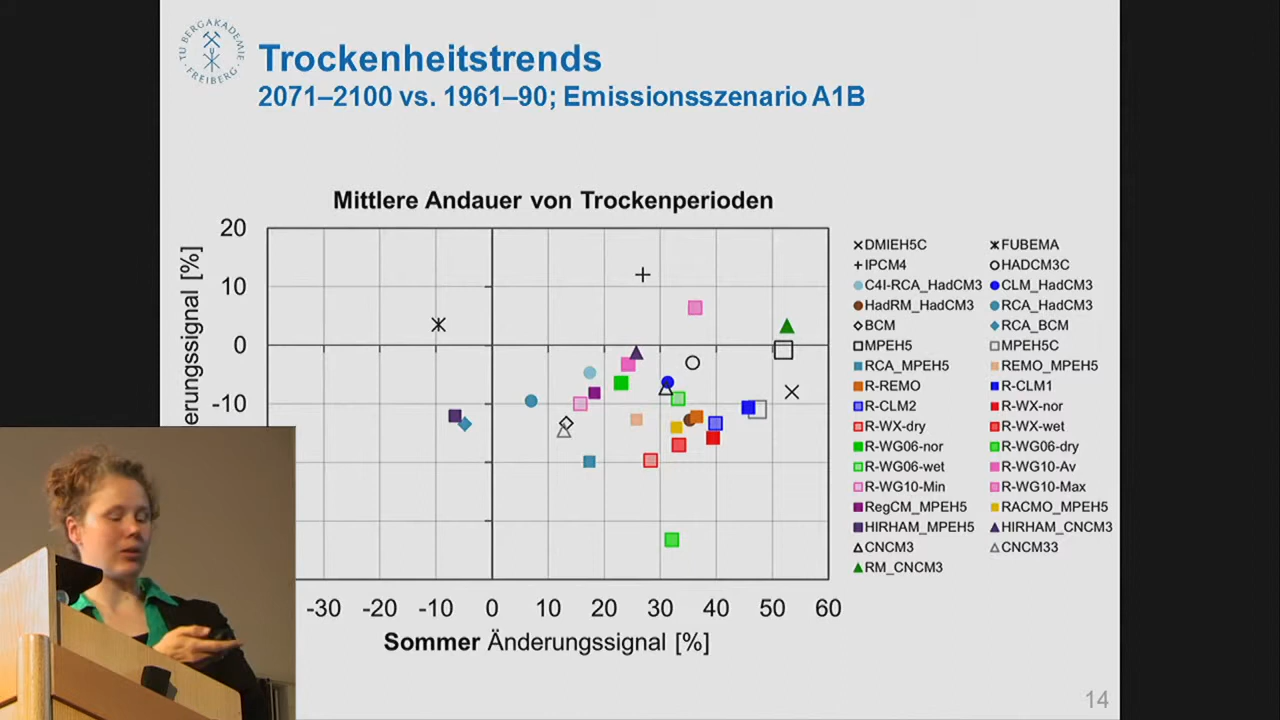 TU BERGAKADEMIE
FREIBERG
Trockenheitstrends
2071–2100 vs. 1961–90; Emissionsszenario A1B
Mittlere Andauer von Trockenperioden
20
10
0
-10
erungssignal [%]
-30 -20 -10 0 10 20 30 40 50 60
Sommer Änderungssignal [%]
DMIEH5C FUBEMA
IPCM4 HADCM3C
C4I-RCA_HadCM3 CLM_HadCM3
HadRM_HadCM3 RCA_HadCM3
BCM RCA_BCM
MPEH5 MPEH5C
RCA_MPEH5 REMO_MPEH5
R-REMO R-CLM1
R-CLM2 R-WX-nor
R-WX-dry R-WX-wet
R-WG06-nor R-WG06-dry
R-WG06-wet R-WG10-Av
R-WG10-Min R-WG10-Max
RegCM_MPEH5 RACMO_MPEH5
HIRHAM_MPEH5 HIRHAM_CNCM3
CNCM3 CNCM33
RM_CNCM3
14